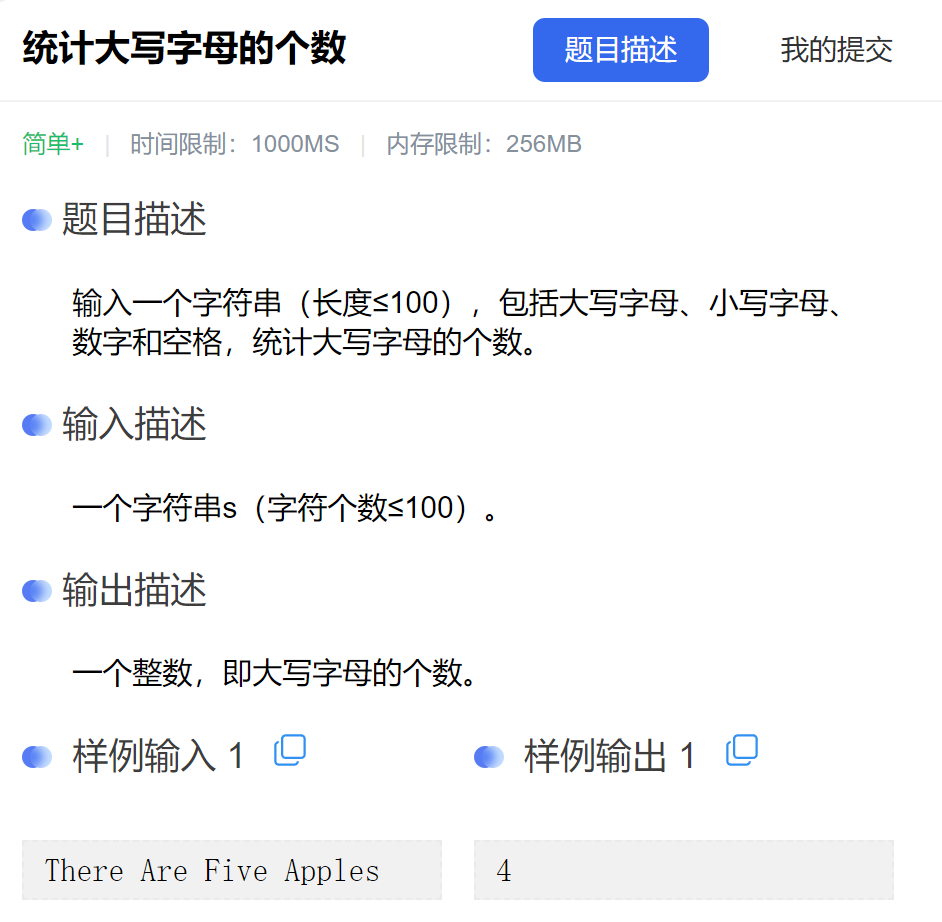 统计大写字母的个数
题目描述
我的提交
简单+ | 时间限制：1000MS | 内存限制：256MB
题目描述
输入一个字符串（长度≤100），包括大写字母、小写字母、
数字和空格，统计大写字母的个数。
输入描述
一个字符串s（字符个数≤100）。
输出描述
一个整数，即大写字母的个数。
样例输入 1
样例输出 1
There Are Five Apples
4